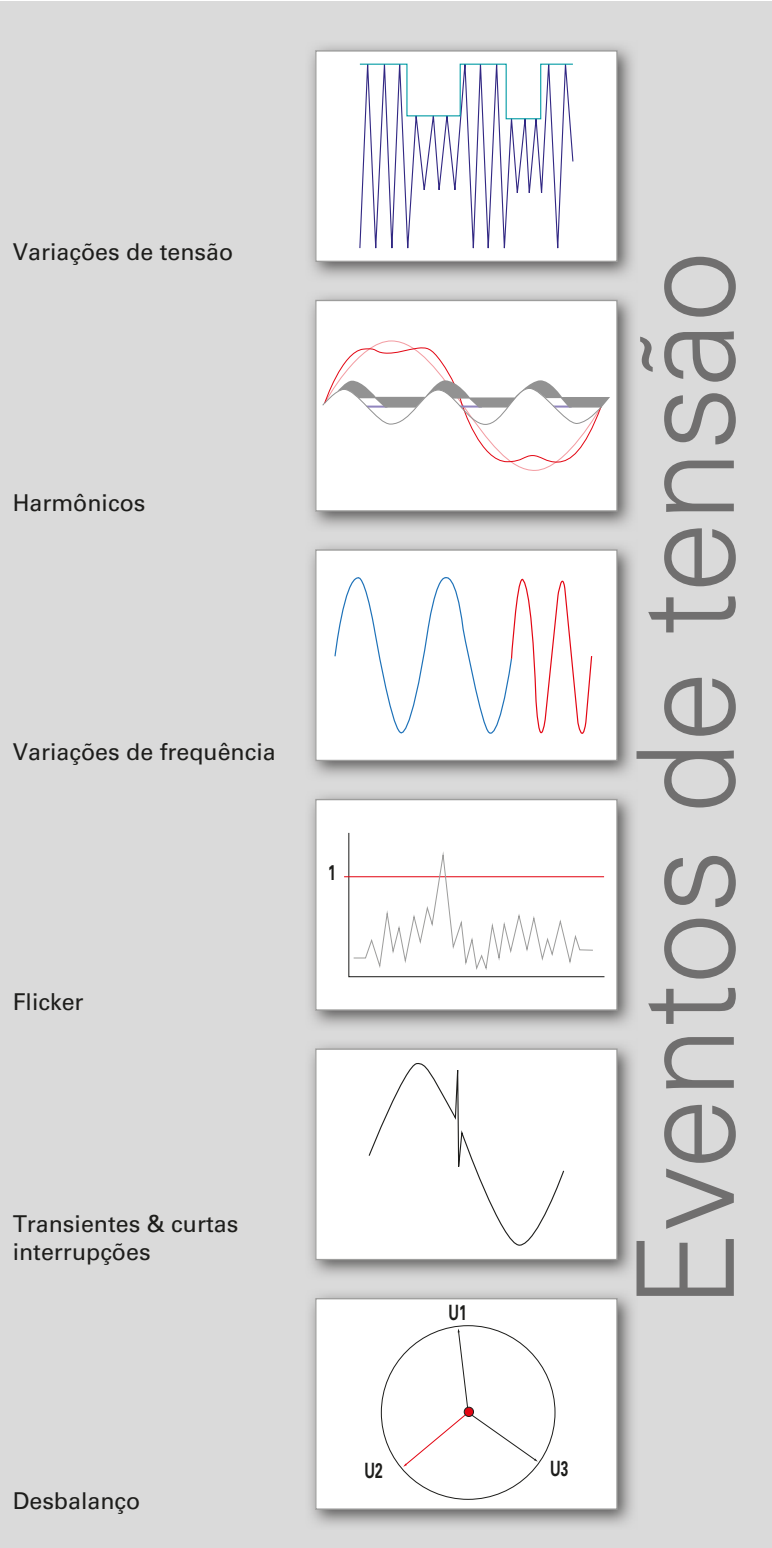 Variações de tensão
Harmônicos
Variações de frequência
1
Flicker
Transientes & curtas
interrupções
U1
U2
U3
Desbalanço
Eventos de tensão